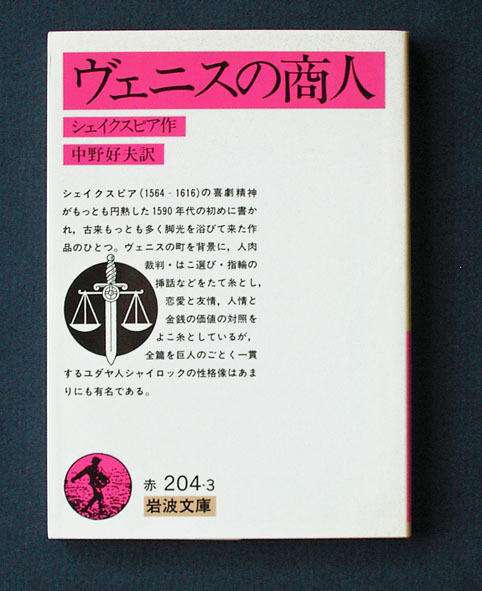 ヴェニスの商人
シェイクスピア作
中野好夫訳
シェイクスピア(1564‐1616)の喜劇精神
がもっとも円熟した1590年代の初めに書か
れ，古来もっとも多く脚光を浴びて来た作
品のひとつ。ヴェニスの町を背景に，人肉
裁判・はこ選び・指輪の
挿話などをたて糸とし，
恋愛と友情，人情と
金銭の価値の対照を
よこ糸としているが，
全篇を巨人のごとく一貫
するユダヤ人シャイロックの性格像はあま
りにも有名である。
赤 204-3
岩波文庫